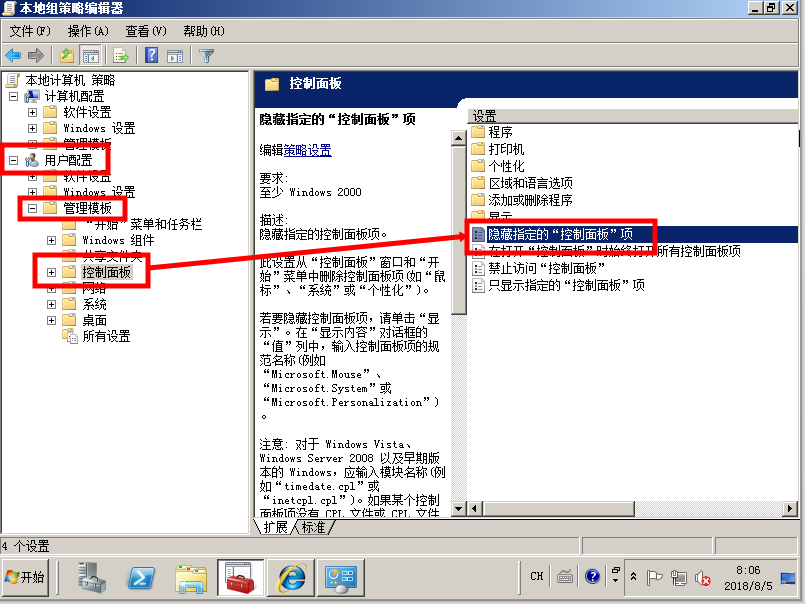 本地组策略编辑器
文件(F) 操作(A) 查看(V) 帮助(H)
本地计算机 策略
计算机配置
软件设置
Windows 设置
管理模板
用户配置
软件设置
Windows 设置
管理模板
“开始”菜单和任务栏
Windows 组件
共享文件夹
控制面板
网络
系统
桌面
所有设置
控制面板
隐藏指定的“控制面板”项
编辑策略设置
要求:
至少 Windows 2000
描述:
隐藏指定的控制面板项。
此设置从“控制面板”窗口和“开
始”菜单中删除控制面板项(如“鼠
标”、“系统”或“个性化”)。
若要隐藏控制面板项，请单击“显
示”。在“显示内容”对话框的
“值”列中，输入控制面板项的规
范名称(例如
“Microsoft.Mouse”、
“Microsoft.System”或
“Microsoft.Personalization”)
。
注意: 对于 Windows Vista、
Windows Server 2008 以及早期版
本的 Windows，应输入模块名称(例
如“timedate.cpl”或
“inetcpl.cpl”)。如果某个控制
面板项没有 CPL 文件或 CPL 文件
设置
程序
打印机
个性化
区域和语言选项
添加或删除程序
显示
隐藏指定的“控制面板”项
在打开“控制面板”时始终打开所有控制面板项
禁止访问“控制面板”
只显示指定的“控制面板”项
扩展 标准
4 个设置
开始
CH
8:06
2018/8/5